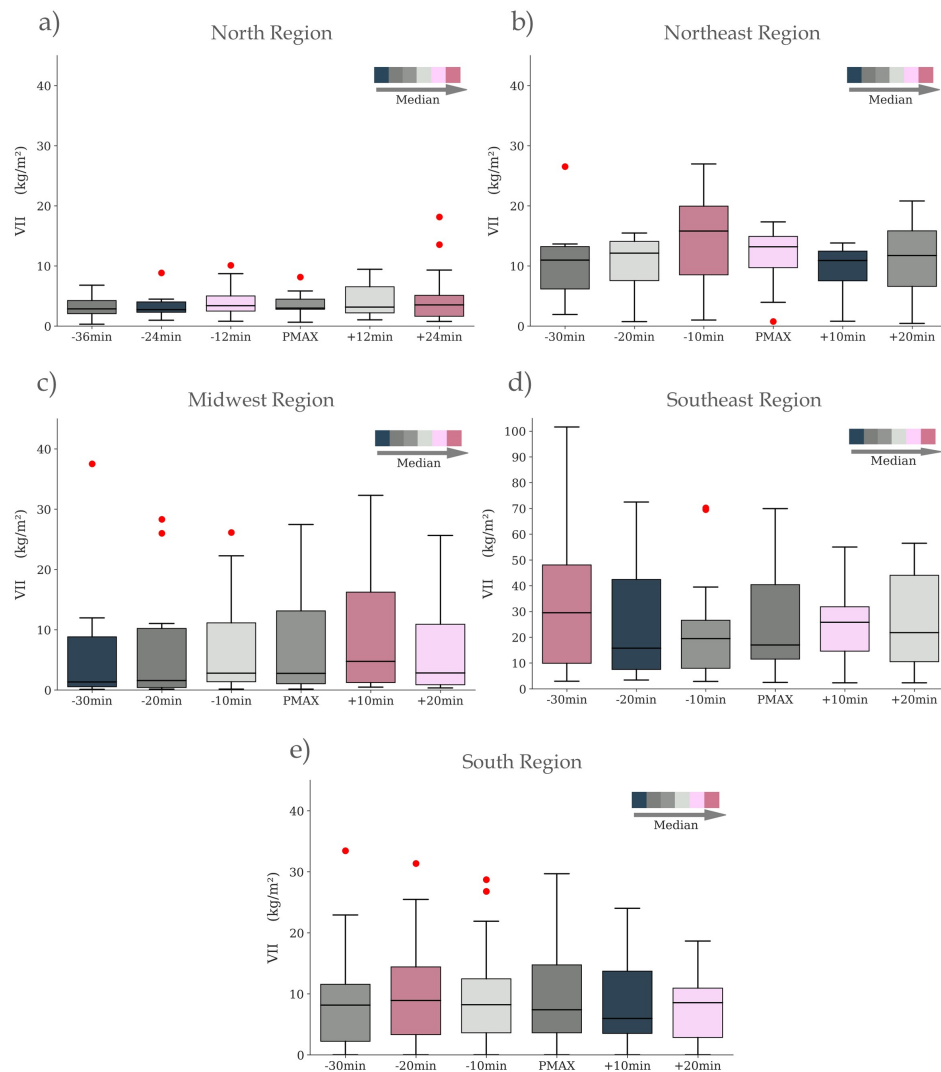 a)
North Region
40
30
20
10
0
VII (kg/m²)
Median
-36min -24min -12min PMAX +12min +24min
b)
Northeast Region
40
30
20
10
0
VII (kg/m²)
Median
-30min -20min -10min PMAX +10min +20min
c)
Midwest Region
40
30
20
10
0
VII (kg/m²)
Median
-30min -20min -10min PMAX +10min +20min
d)
Southeast Region
100
90
80
70
60
50
40
30
20
10
0
VII (kg/m²)
Median
-30min -20min -10min PMAX +10min +20min
e)
South Region
40
30
20
10
0
VII (kg/m²)
Median
-30min -20min -10min PMAX +10min +20min